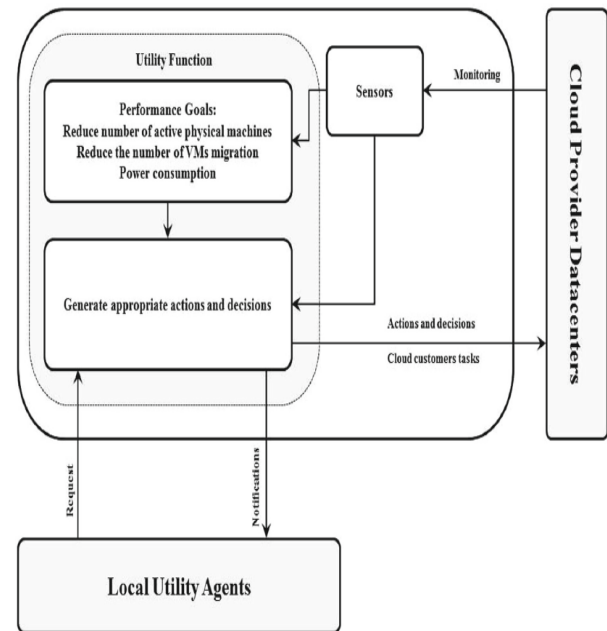 Utility Function
Performance Goals:
Reduce number of active physical machines
Reduce the number of VMs migration
Power consumption
Sensors
Monitoring
Cloud Provider Datacenters
Generate appropriate actions and decisions
Actions and decisions
Cloud customers tasks
Request
Notifications
Local Utility Agents